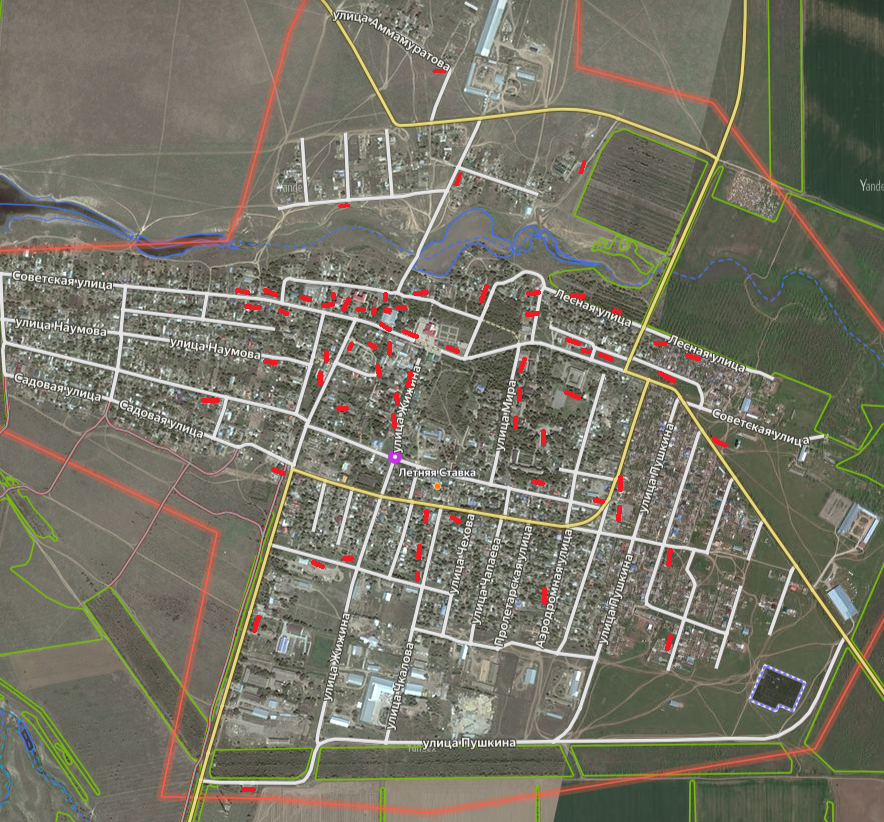 улица Аммамуратова
Yande
Yande
Советская улица
Лесная улица
улица Наумова
улица Наумова
Лесная улица
Садовая улица
Садовая улица
улица Жижина
улица Мира
улица Пушкина
Советская улица
Летняя Ставка
улица Чехова
улица Чапаева
Пролетарская улица
Аэродромная улица
улица Пушкина
улица Жижина
улица Чкалова
улица Пушкина